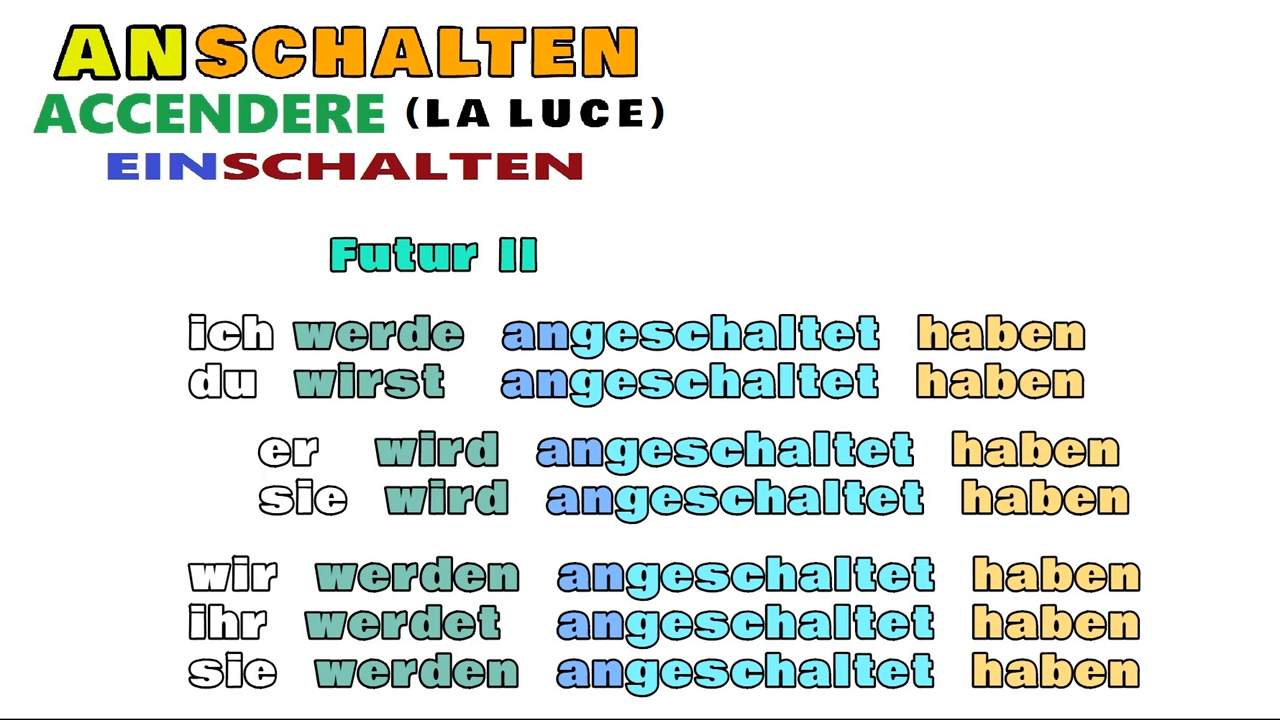 ANSCHALTEN
ACCENDERE (LA LUCE)
EINSCHALTEN
Futur II
ich werde angeschaltet haben
du wirst angeschaltet haben
er wird angeschaltet haben
sie wird angeschaltet haben
wir werden angeschaltet haben
ihr werdet angeschaltet haben
sie werden angeschaltet haben